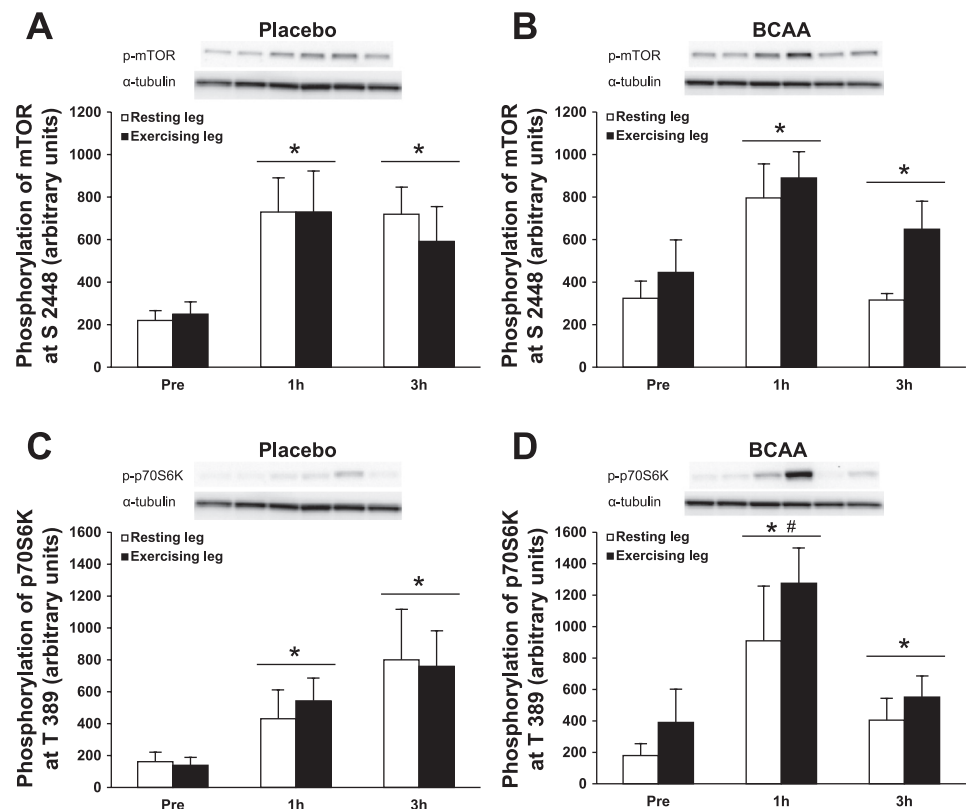 A
Placebo
p-mTOR
α-tubulin
Phosphorylation of mTOR
at S 2448 (arbitrary units)
1200
1000
800
600
400
200
0
Resting leg
Exercising leg
*
*
Pre
1h
3h
B
BCAA
p-mTOR
α-tubulin
Phosphorylation of mTOR
at S 2448 (arbitrary units)
1200
1000
800
600
400
200
0
Resting leg
Exercising leg
*
*
Pre
1h
3h
C
Placebo
p-p70S6K
α-tubulin
Phosphorylation of p70S6K
at T 389 (arbitrary units)
1600
1400
1200
1000
800
600
400
200
0
Resting leg
Exercising leg
*
*
Pre
1h
3h
D
BCAA
p-p70S6K
α-tubulin
Phosphorylation of p70S6K
at T 389 (arbitrary units)
1600
1400
1200
1000
800
600
400
200
0
Resting leg
Exercising leg
* #
*
Pre
1h
3h